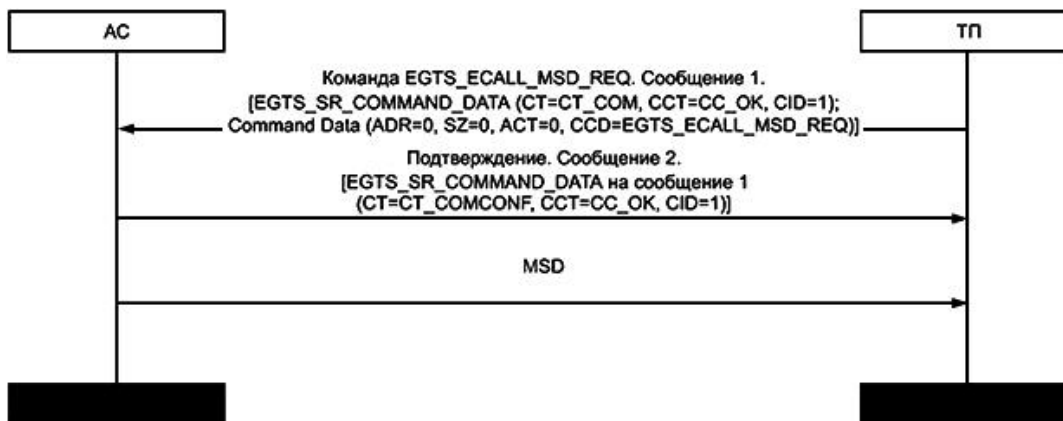 АС
ТП
Команда EGTS_ECALL_MSD_REQ. Сообщение 1.
[EGTS_SR_COMMAND_DATA (CT=CT_COM, CCT=CC_OK, CID=1);
Command Data (ADR=0, SZ=0, ACT=0, CCD=EGTS_ECALL_MSD_REQ)]
Подтверждение. Сообщение 2.
[EGTS_SR_COMMAND_DATA на сообщение 1
(CT=CT_COMCONF, CCT=CC_OK, CID=1)]
MSD